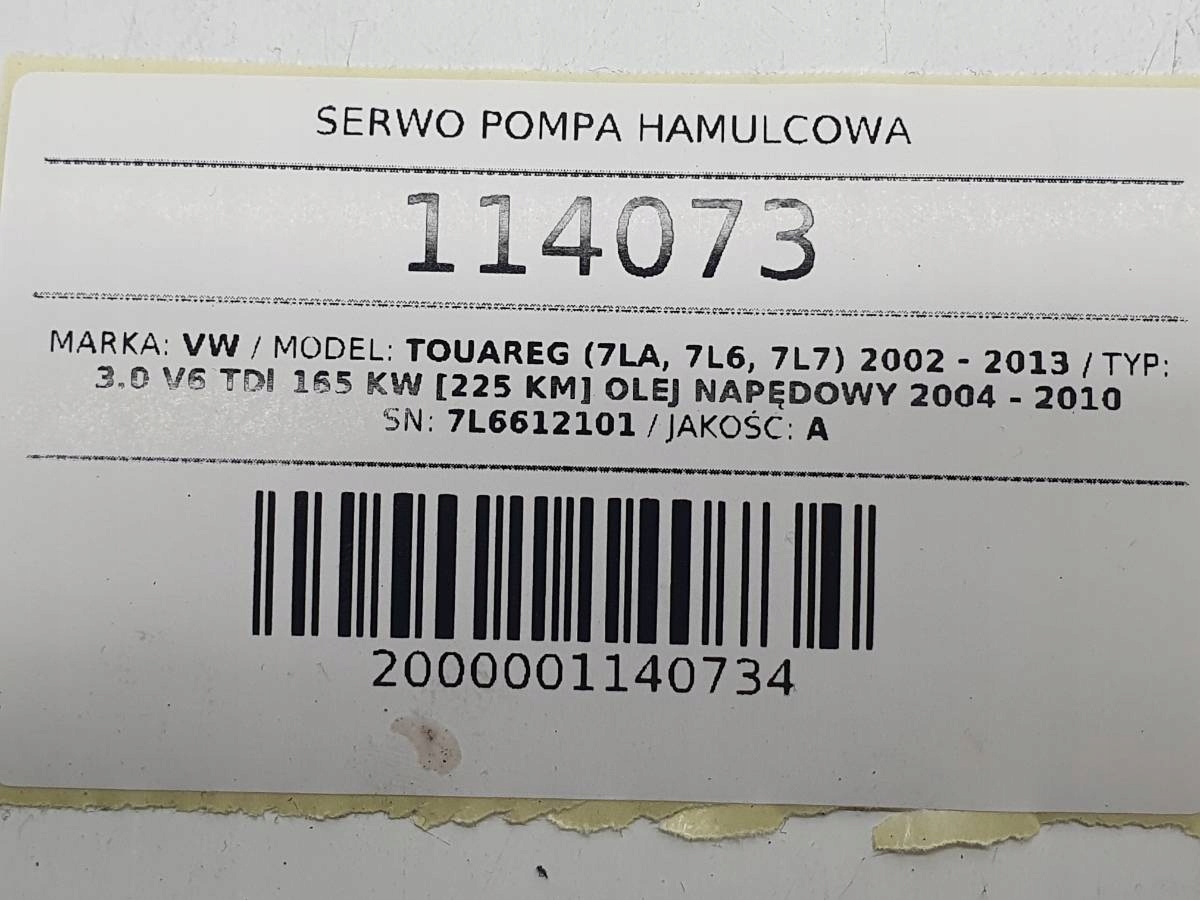 SERWO POMPA HAMULCOWA
114073
MARKA: VW / MODEL: TOUAREG (7LA, 7L6, 7L7) 2002 - 2013 / TYP:
3.0 V6 TDI 165 KW [225 KM] OLEJ NAPĘDOWY 2004 - 2010
SN: 7L6612101 / JAKOŚĆ: A
2000001140734